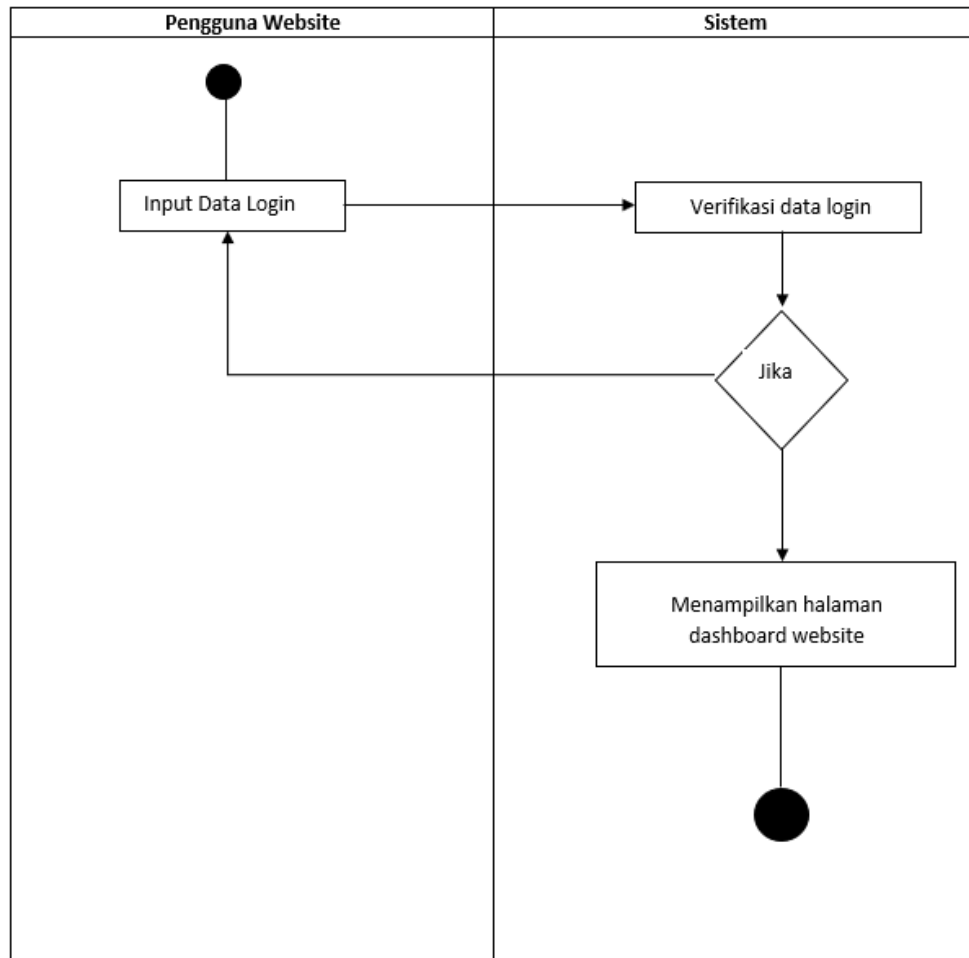 Pengguna Website
Sistem
Input Data Login
Verifikasi data login
Jika
Menampilkan halaman
dashboard website